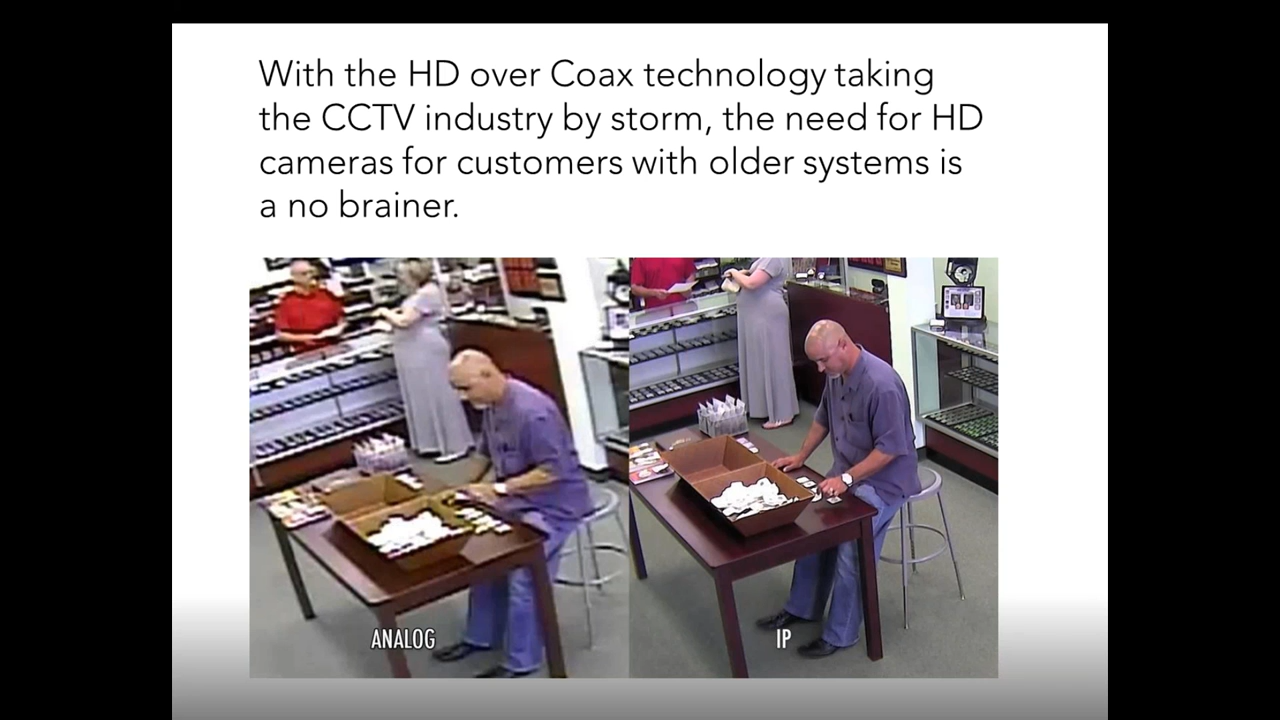 With the HD over Coax technology taking
the CCTV industry by storm, the need for HD
cameras for customers with older systems is
a no brainer.
ANALOG
IP